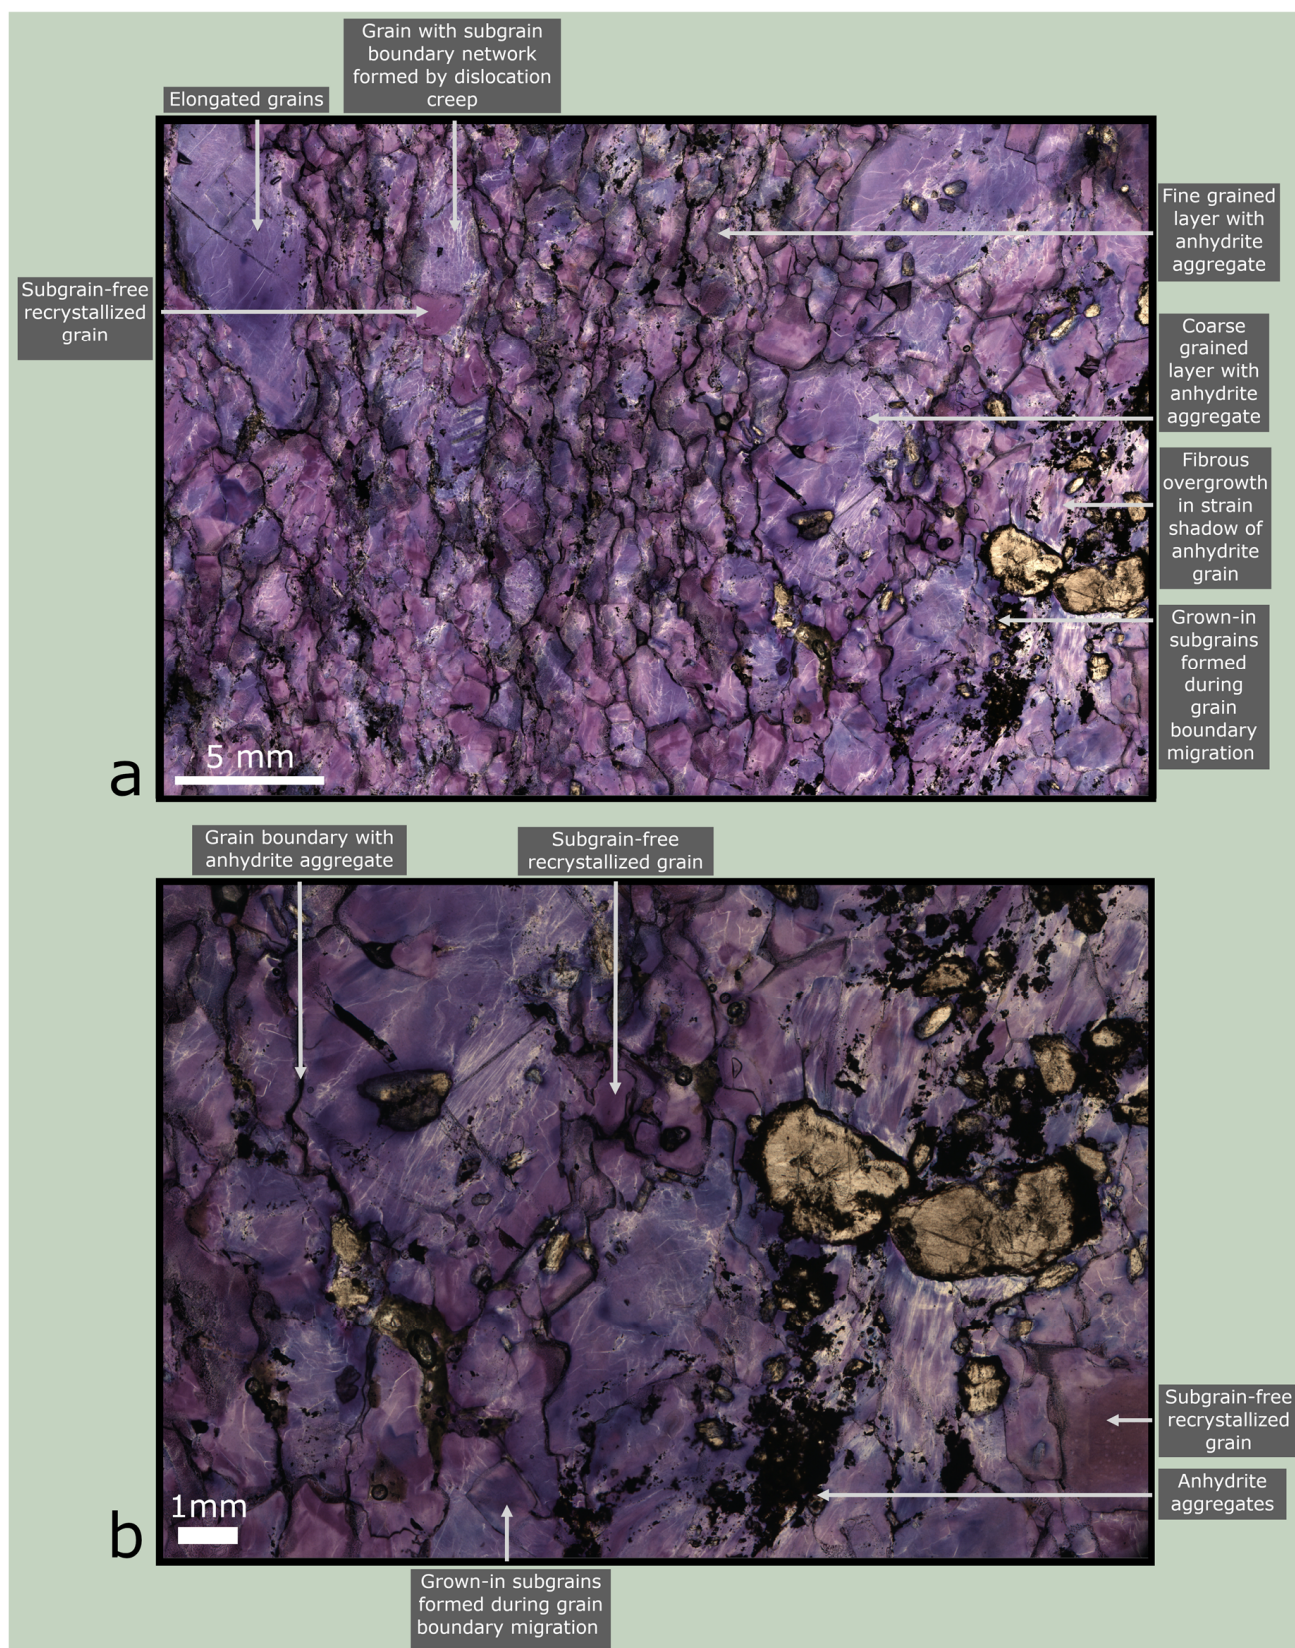 Grain with subgrain
boundary network
formed by dislocation
creep
Elongated grains
Fine grained
layer with
anhydrite
aggregate
Subgrain-free
recrystallized
grain
Coarse
grained
layer with
anhydrite
aggregate
Fibrous
overgrowth
in strain
shadow of
anhydrite
grain
Grown-in
subgrains
formed
during
grain
boundary
migration
5 mm
a
Grain boundary with
anhydrite aggregate
Subgrain-free
recrystallized grain
Subgrain-free
recrystallized
grain
Anhydrite
aggregates
1mm
b
Grown-in subgrains
formed during grain
boundary migration